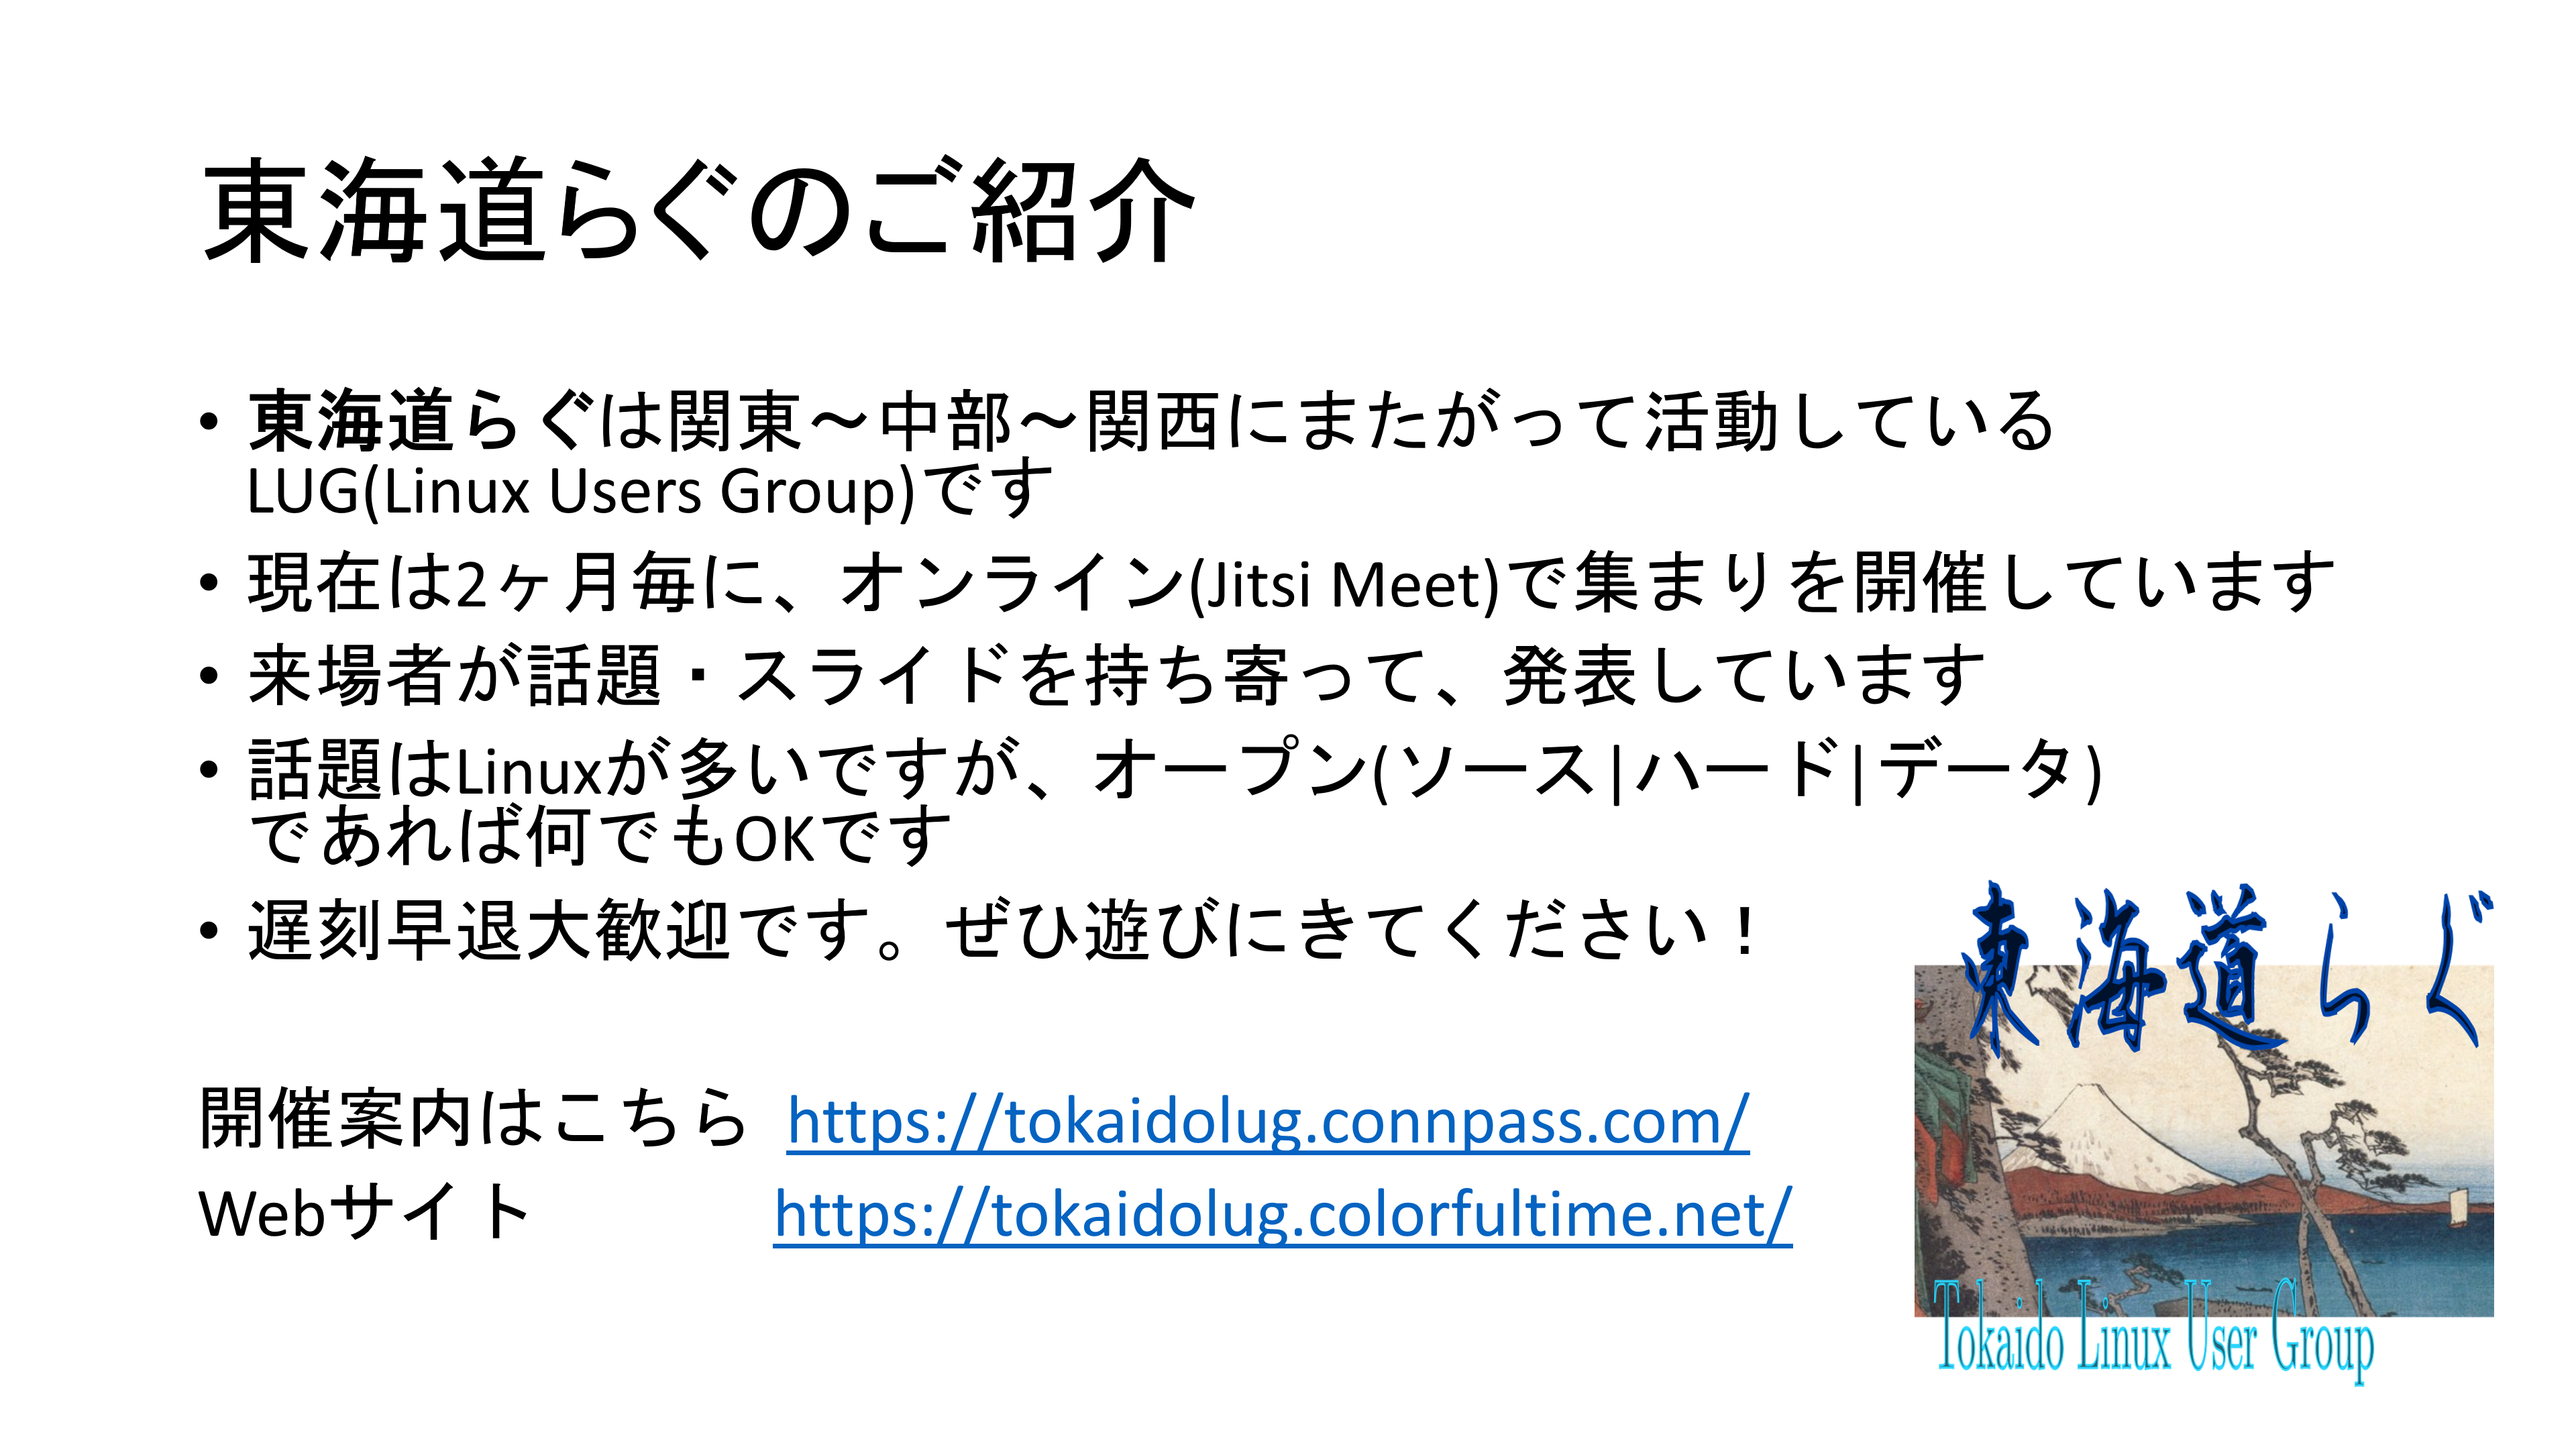 東海道らぐのご紹介
• 東海道らぐは関東～中部～関西にまたがって活動している
LUG(Linux Users Group)です
• 現在は2ヶ月毎に、オンライン(Jitsi Meet)で集まりを開催しています
• 来場者が話題・スライドを持ち寄って、発表しています
• 話題はLinuxが多いですが、オープン(ソース|ハード|データ)
であれば何でもOKです
• 遅刻早退大歓迎です。ぜひ遊びにきてください！
開催案内はこちら https://tokaidolug.connpass.com/
Webサイト https://tokaidolug.colorfultime.net/
東海道らぐ
Tokaido Linux User Group